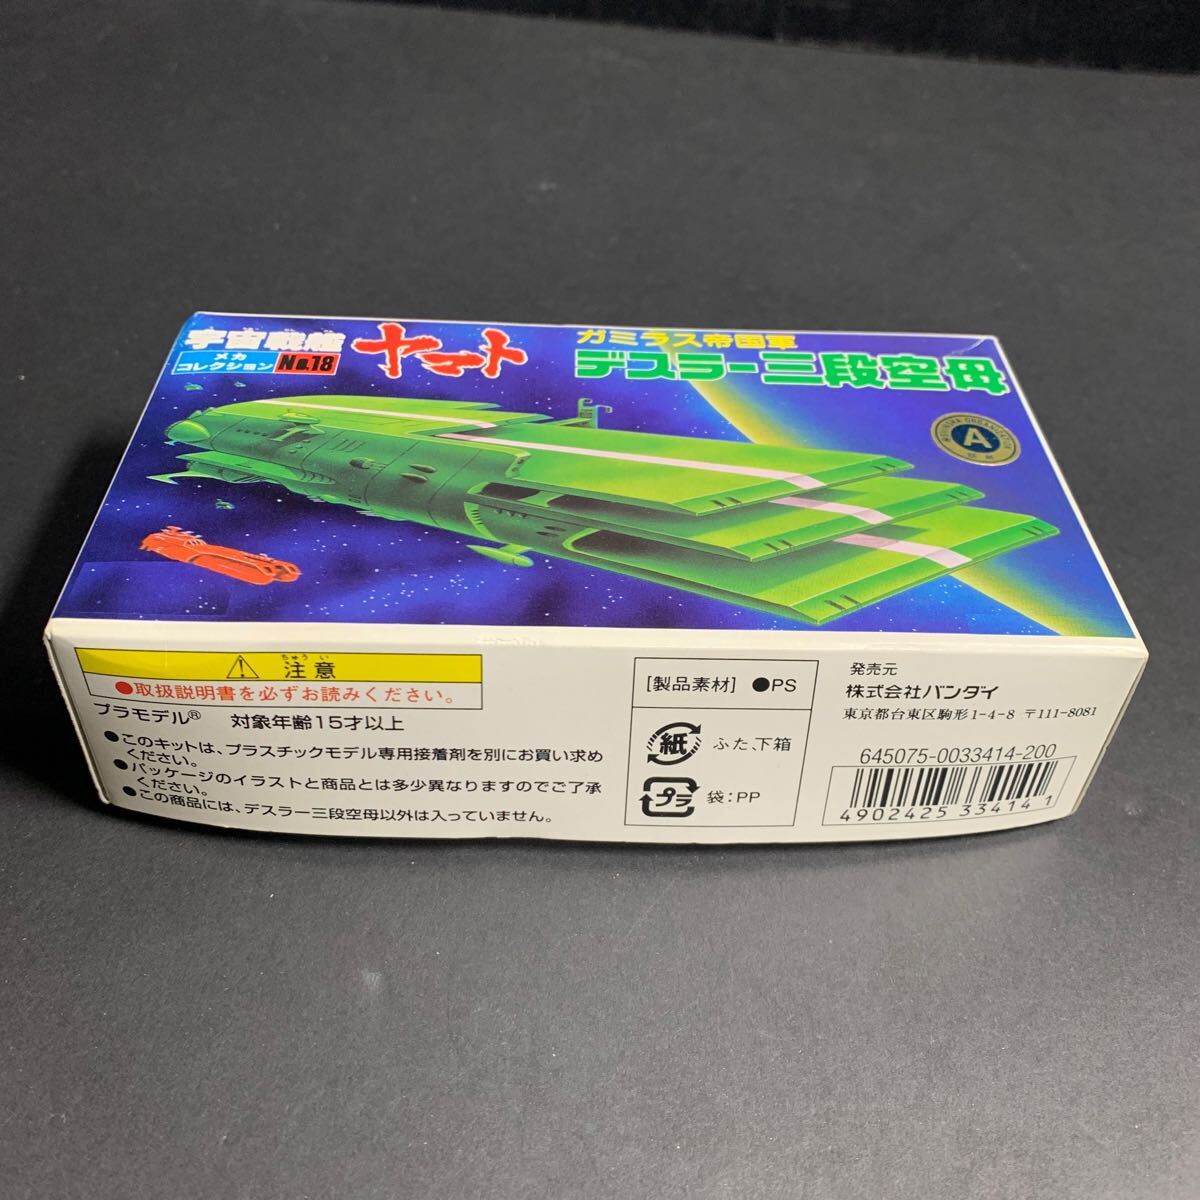 宇宙戦艦
ヤマト
メカ
コレクション
No.18
ガミラス帝国軍
デスラー三段空母
A
ちゅうい
注意
●取扱説明書を必ずお読みください。
プラモデル® 対象年齢15才以上
●このキットは、プラスチックモデル専用接着剤を別にお買い求め
ください。
●パッケージのイラストと商品とは多少異なりますのでご了承
ください。
●この商品には、デスラー三段空母以外は入っていません。
[製品素材] ●PS
紙 ふた、下箱
プラ 袋:PP
発売元
株式会社バンダイ
東京都台東区駒形1-4-8 〒111-8081
645075-0033414-200
4902425 334141